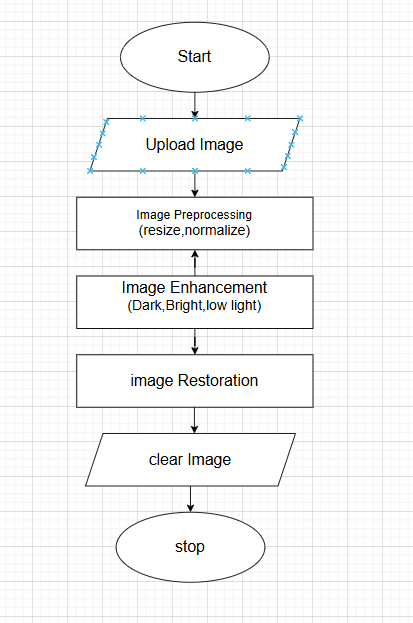 Start
Upload Image
Image Preprocessing
(resize,normalize)
Image Enhancement
(Dark,Bright,low light)
image Restoration
clear Image
stop